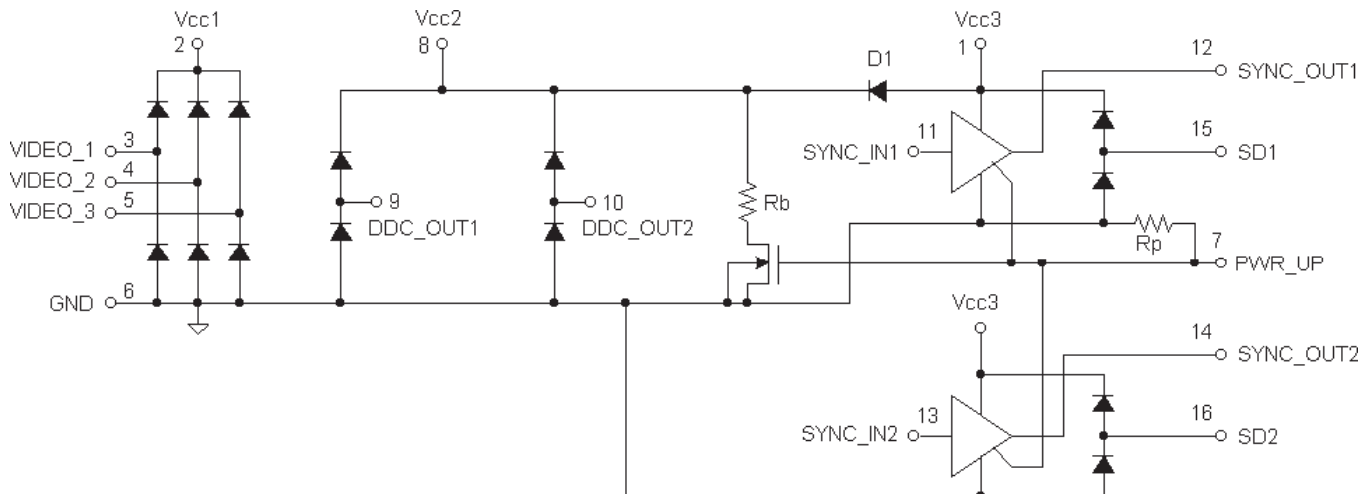 Vcc1
2
Vcc2
8
Vcc3
1
D1
12
SYNC_OUT1
VIDEO_1 3
VIDEO_2 4
VIDEO_3 5
SYNC_IN1 11
15
SD1
9
DDC_OUT1
10
DDC_OUT2
Rb
Rp
7
PWR_UP
GND 6
Vcc3
14
SYNC_OUT2
SYNC_IN2 13
16
SD2